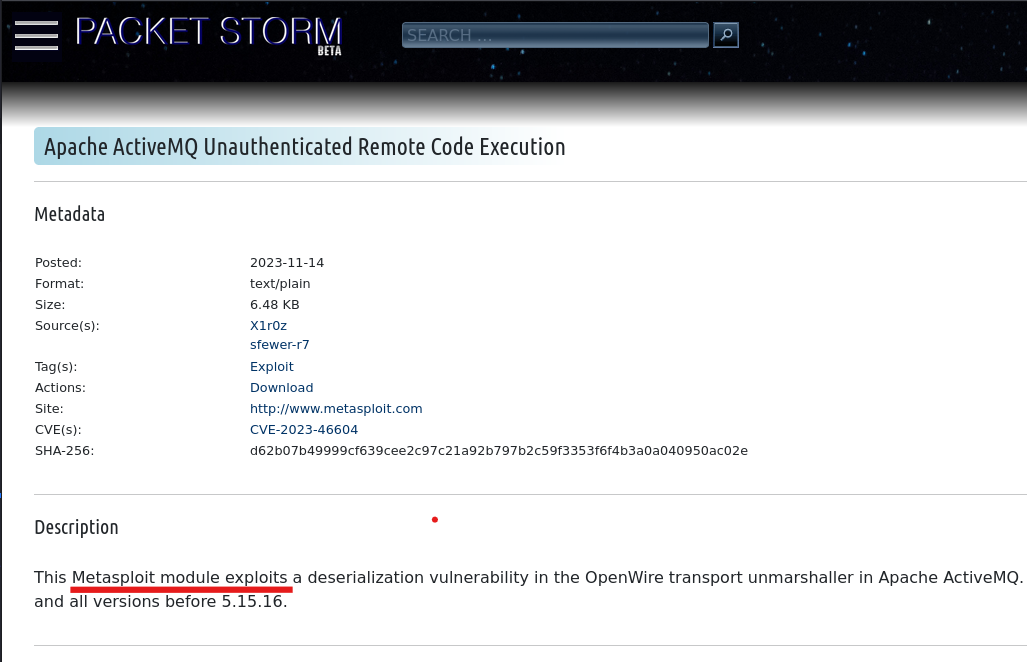 PACKET STORM
BETA
SEARCH ...
Apache ActiveMQ Unauthenticated Remote Code Execution
Metadata
Posted: 2023-11-14
Format: text/plain
Size: 6.48 KB
Source(s): X1r0z
sfewer-r7
Tag(s): Exploit
Actions: Download
Site: http://www.metasploit.com
CVE(s): CVE-2023-46604
SHA-256: d62b07b49999cf639cee2c97c21a92b797b2c59f3353f6f4b3a0a040950ac02e
Description
This Metasploit module exploits a deserialization vulnerability in the OpenWire transport unmarshaller in Apache ActiveMQ.
and all versions before 5.15.16.